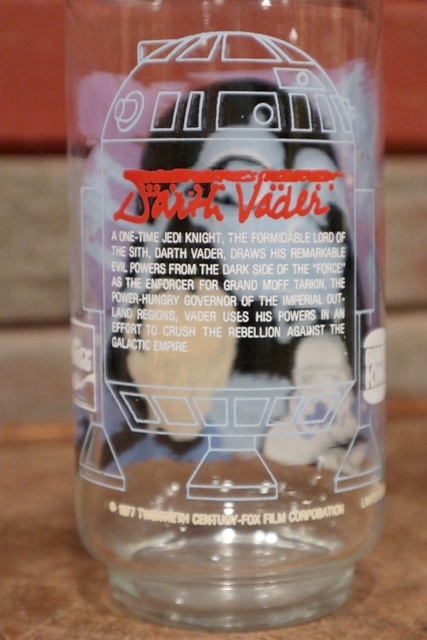 Darth Vader
A ONE-TIME JEDI KNIGHT, THE FORMIDABLE LORD OF
THE SITH, DARTH VADER, DRAWS HIS REMARKABLE
EVIL POWERS FROM THE DARK SIDE OF THE "FORCE"
AS THE ENFORCER FOR GRAND MOFF TARKIN, THE
POWER-HUNGRY GOVERNOR OF THE IMPERIAL OUT-
LAND REGIONS, VADER USES HIS POWERS IN AN
EFFORT TO CRUSH THE REBELLION AGAINST THE
GALACTIC EMPIRE.
© 1977 TWENTIETH CENTURY-FOX FILM CORPORATION